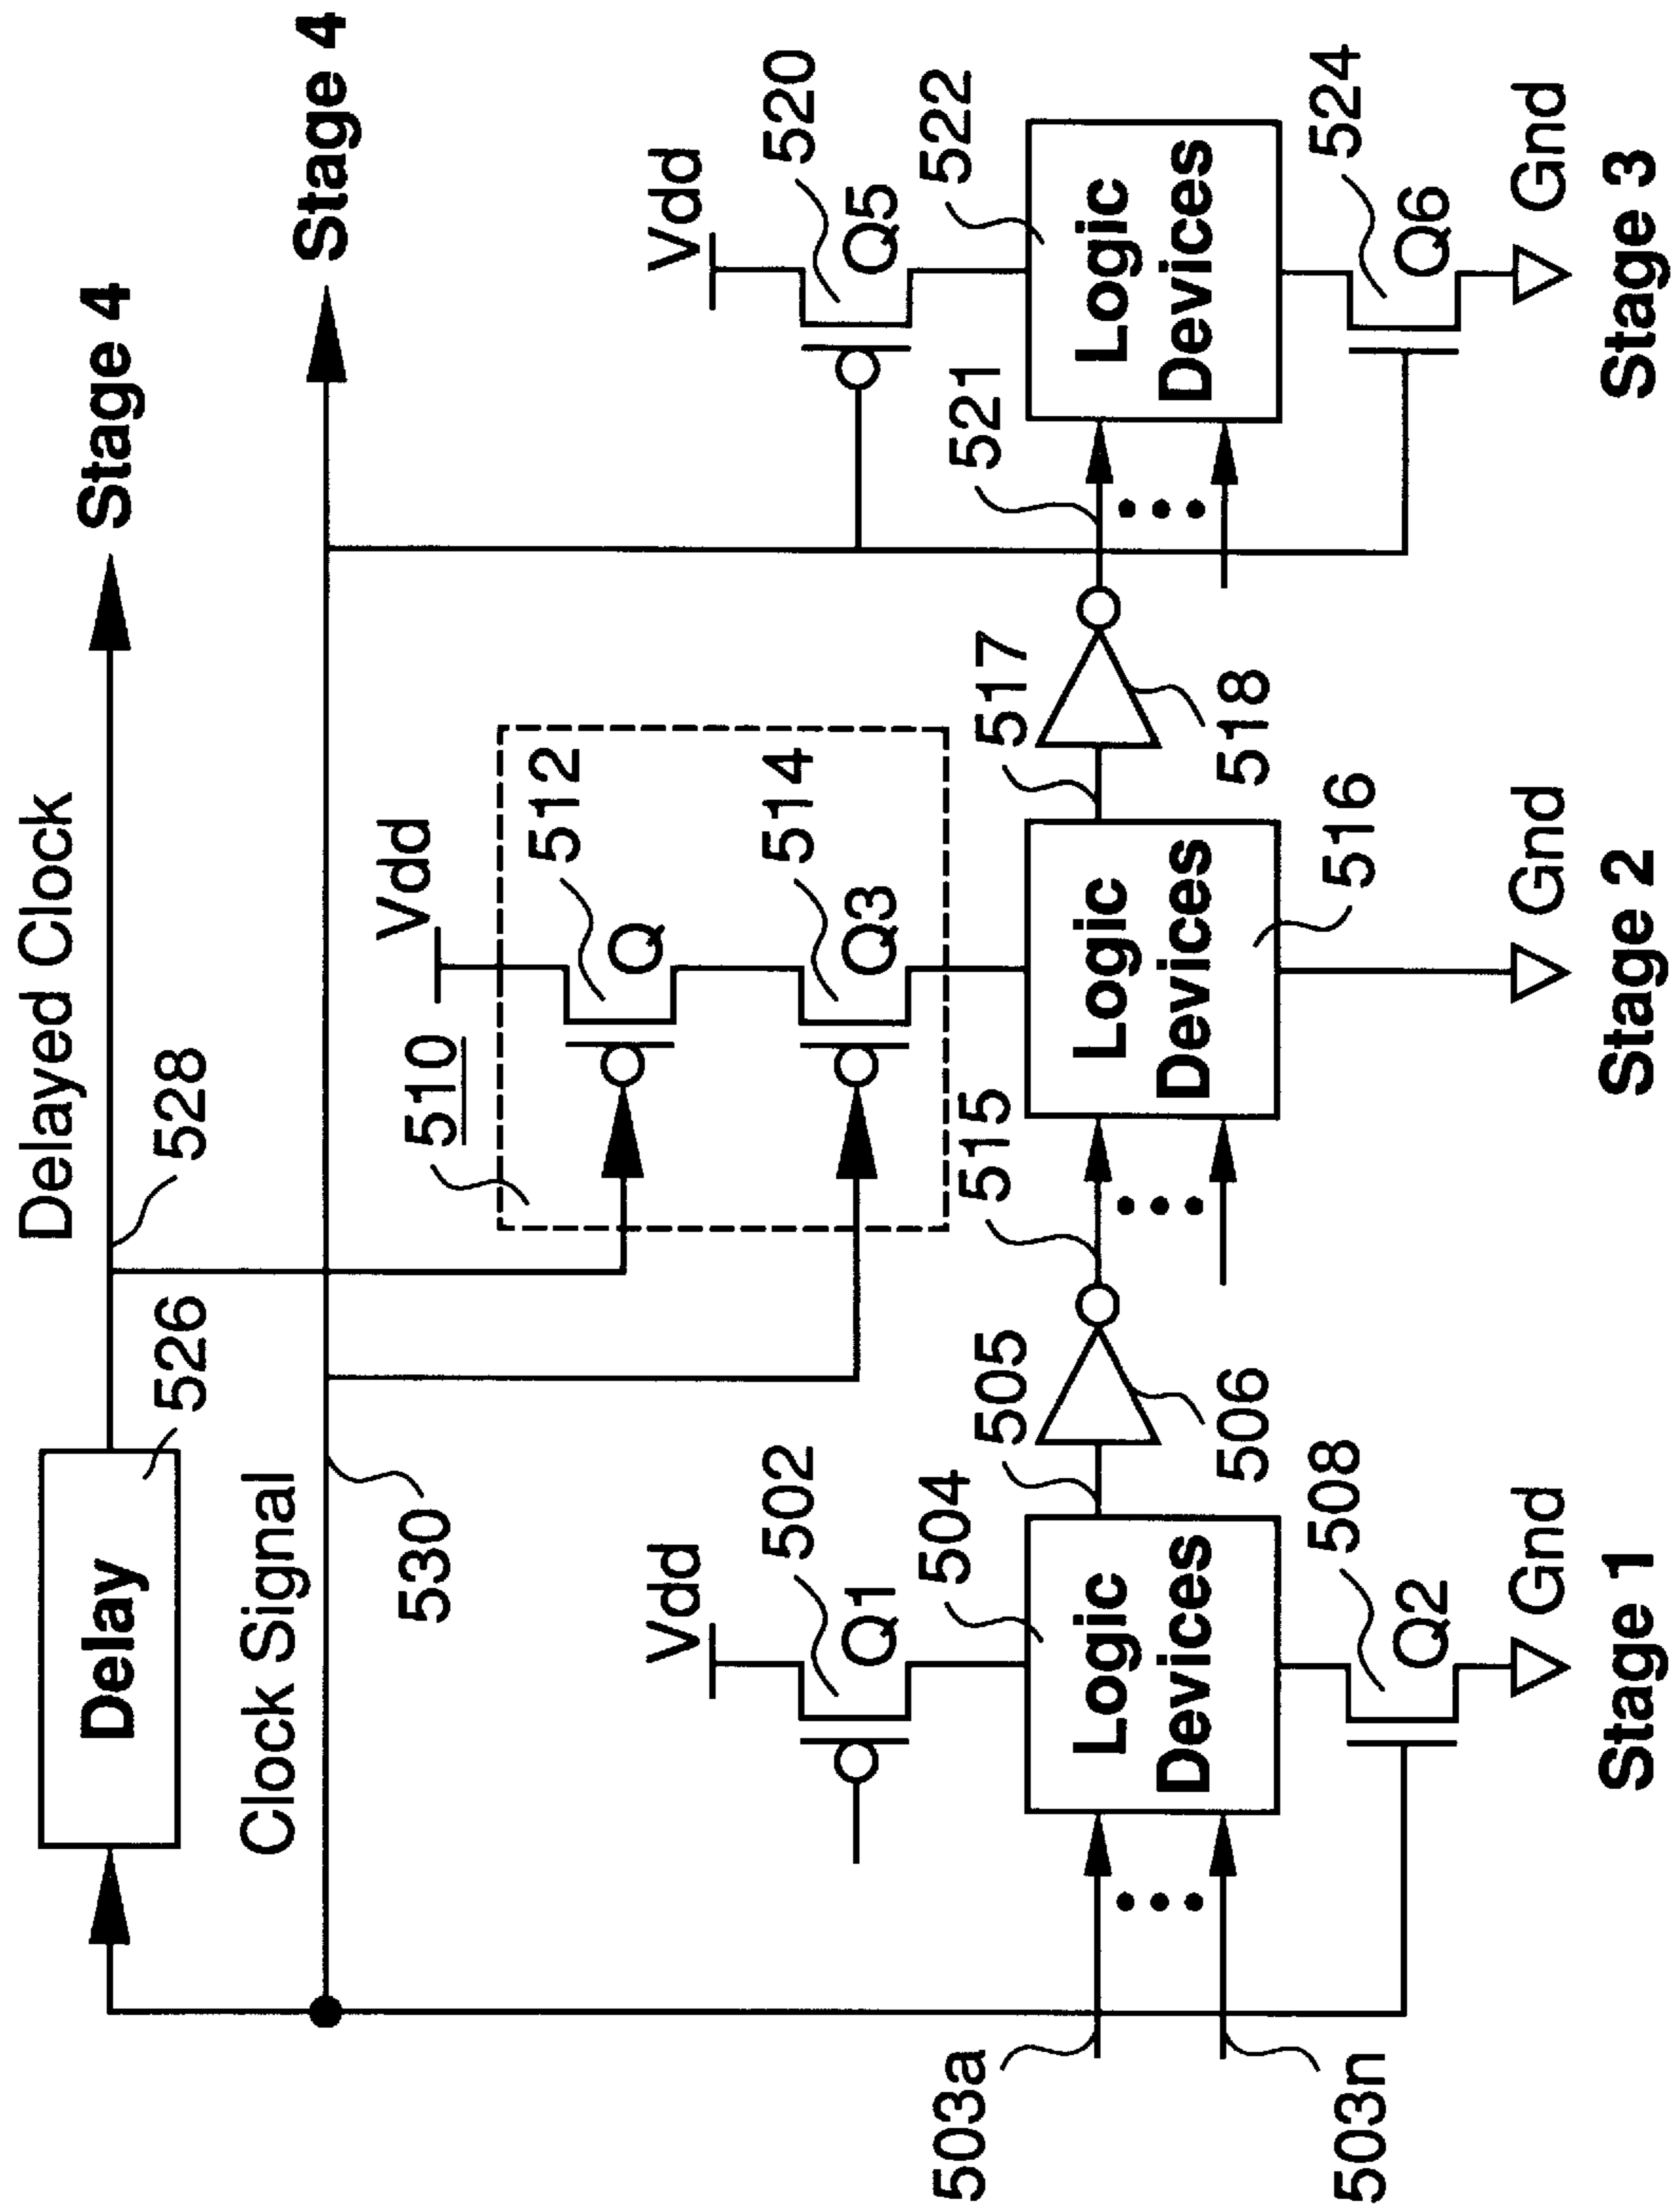 Delayed Clock
Stage 4
Delay
526
528
Clock Signal
530
Stage 4
510
Vdd
512
Q
514
Q3
Vdd
502
Q1
504
Logic
Devices
505
506
508
Q2
Gnd
503a
503n
515
Logic
Devices
516
517
518
Gnd
Vdd
520
Q5
522
521
Logic
Devices
524
Q6
Gnd
Stage 1
Stage 2
Stage 3